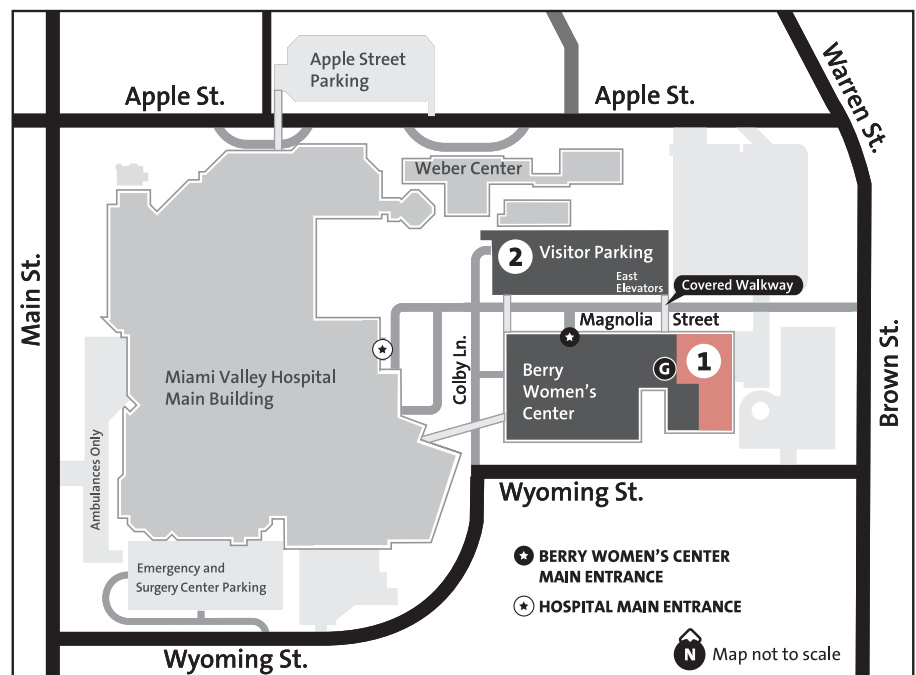 Apple Street
Parking
Apple St.
Apple St.
Warren St.
Weber Center
2
Visitor Parking
East
Elevators
Covered Walkway
Magnolia
Street
Main St.
Miami Valley Hospital
Main Building
Colby Ln.
Berry
Women's
Center
G
1
Brown St.
Ambulances Only
Wyoming St.
Emergency and
Surgery Center Parking
BERRY WOMEN'S CENTER
MAIN ENTRANCE
HOSPITAL MAIN ENTRANCE
Wyoming St.
N
Map not to scale